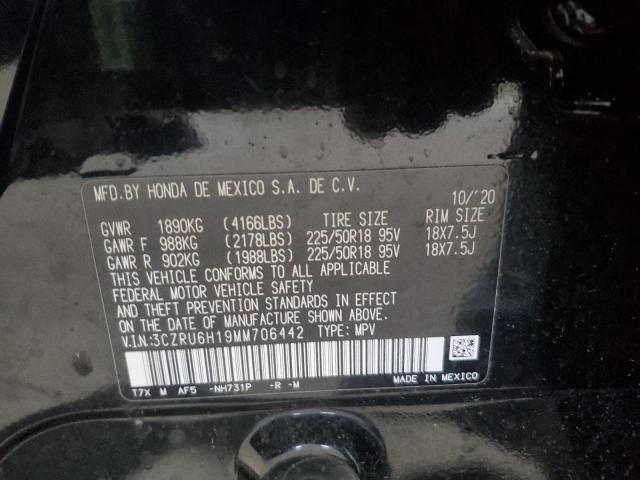 MFD.BY HONDA DE MEXICO S.A. DE C.V.
10/'20
GVWR 1890KG (4166LBS) TIRE SIZE RIM SIZE
GAWR F 988KG (2178LBS) 225/50R18 95V 18X7.5J
GAWR R 902KG (1988LBS) 225/50R18 95V 18X7.5J
THIS VEHICLE CONFORMS TO ALL APPLICABLE
FEDERAL MOTOR VEHICLE SAFETY
AND THEFT PREVENTION STANDARDS IN EFFECT
ON THE DATE OF MANUFACTURE SHOWN ABOVE.
V.I.N.:3CZRU6H19MM706442 TYPE: MPV
T7X M AF5 -NH731P -R -M
MADE IN MEXICO